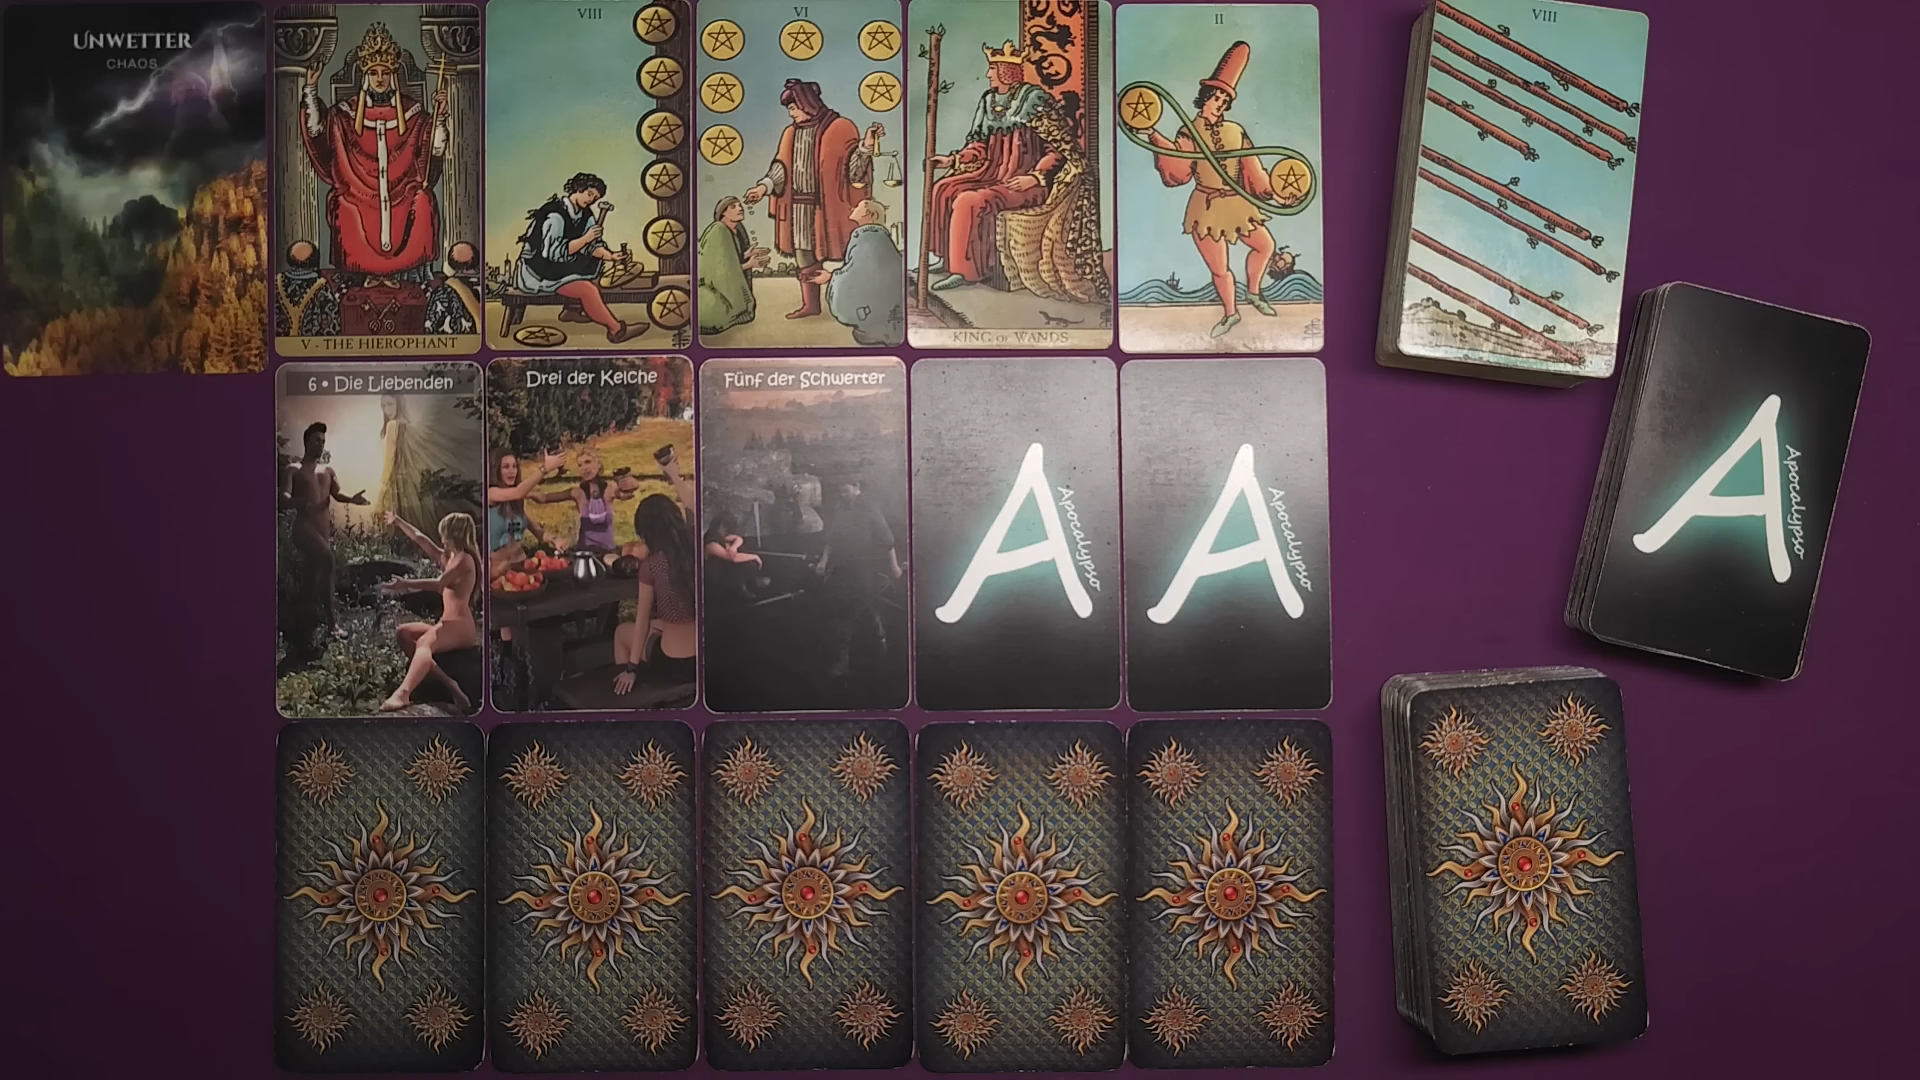 UNWETTER
CHAOS
V - THE HIEROPHANT
VIII
VI
KING OF WANDS
II
VIII
6 • Die Liebenden
Drei der Kelche
Fünf der Schwerter
A
Apocalypso
A
Apocalypso
A
Apocalypso